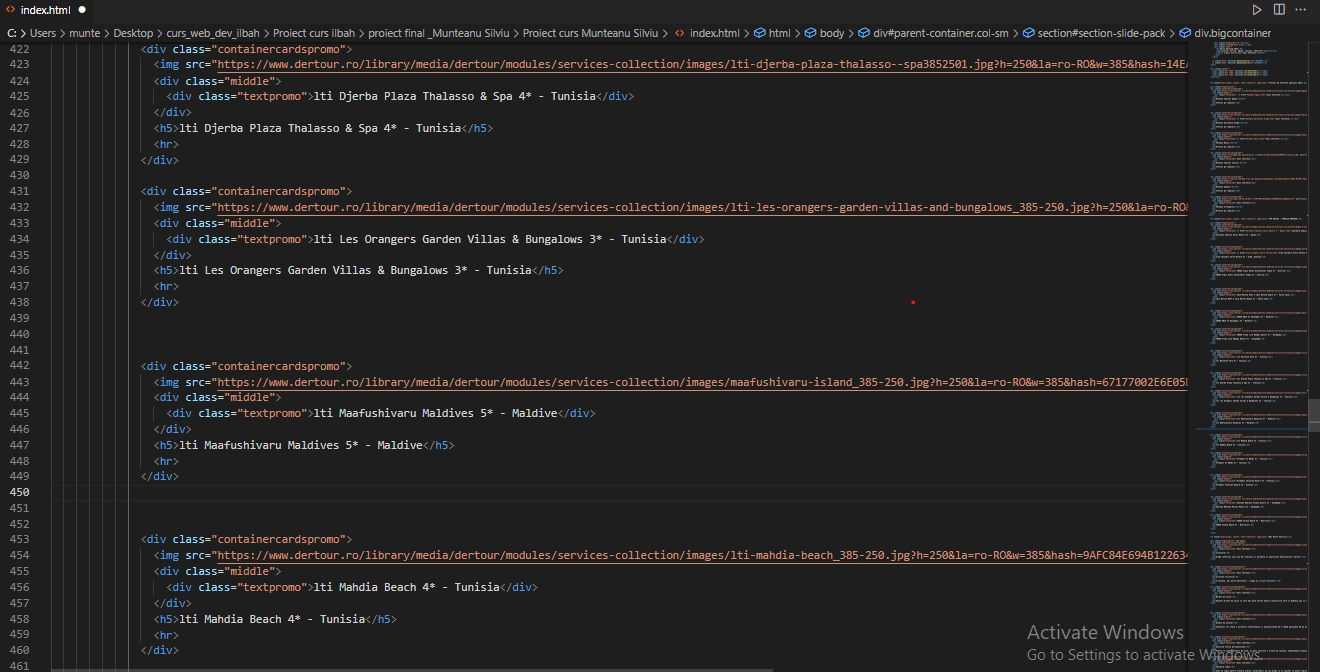 index.html
C: > Users > munte > Desktop > curs_web_dev_ilbah > Proiect curs ilbah > proiect final _Munteanu Silviu > Proiect curs Munteanu Silviu > index.html > html > body > div#parent-container.col-sm > section#section-slide-pack > div.bigcontainer
422 <div class="containercardspromo">
423 <img src="https://www.dertour.ro/library/media/dertour/modules/services-collection/images/lti-djerba-plaza-thalasso--spa3852501.jpg?h=250&la=ro-RO&w=385&hash=14E
424 <div class="middle">
425 <div class="textpromo">lti Djerba Plaza Thalasso & Spa 4* - Tunisia</div>
426 </div>
427 <h5>lti Djerba Plaza Thalasso & Spa 4* - Tunisia</h5>
428 <hr>
429 </div>
430
431 <div class="containercardspromo">
432 <img src="https://www.dertour.ro/library/media/dertour/modules/services-collection/images/lti-les-orangers-garden-villas-and-bungalows_385-250.jpg?h=250&la=ro-RO
433 <div class="middle">
434 <div class="textpromo">lti Les Orangers Garden Villas & Bungalows 3* - Tunisia</div>
435 </div>
436 <h5>lti Les Orangers Garden Villas & Bungalows 3* - Tunisia</h5>
437 <hr>
438 </div>
439
440
441
442 <div class="containercardspromo">
443 <img src="https://www.dertour.ro/library/media/dertour/modules/services-collection/images/maafushivaru-island_385-250.jpg?h=250&la=ro-RO&w=385&hash=67177002E6E05
444 <div class="middle">
445 <div class="textpromo">lti Maafushivaru Maldives 5* - Maldive</div>
446 </div>
447 <h5>lti Maafushivaru Maldives 5* - Maldive</h5>
448 <hr>
449 </div>
450
451
452
453 <div class="containercardspromo">
454 <img src="https://www.dertour.ro/library/media/dertour/modules/services-collection/images/lti-mahdia-beach_385-250.jpg?h=250&la=ro-RO&w=385&hash=9AFC84E694B122634
455 <div class="middle">
456 <div class="textpromo">lti Mahdia Beach 4* - Tunisia</div>
457 </div>
458 <h5>lti Mahdia Beach 4* - Tunisia</h5>
459 <hr>
460 </div>
461
Activate Windows
Go to Settings to activate Windows.